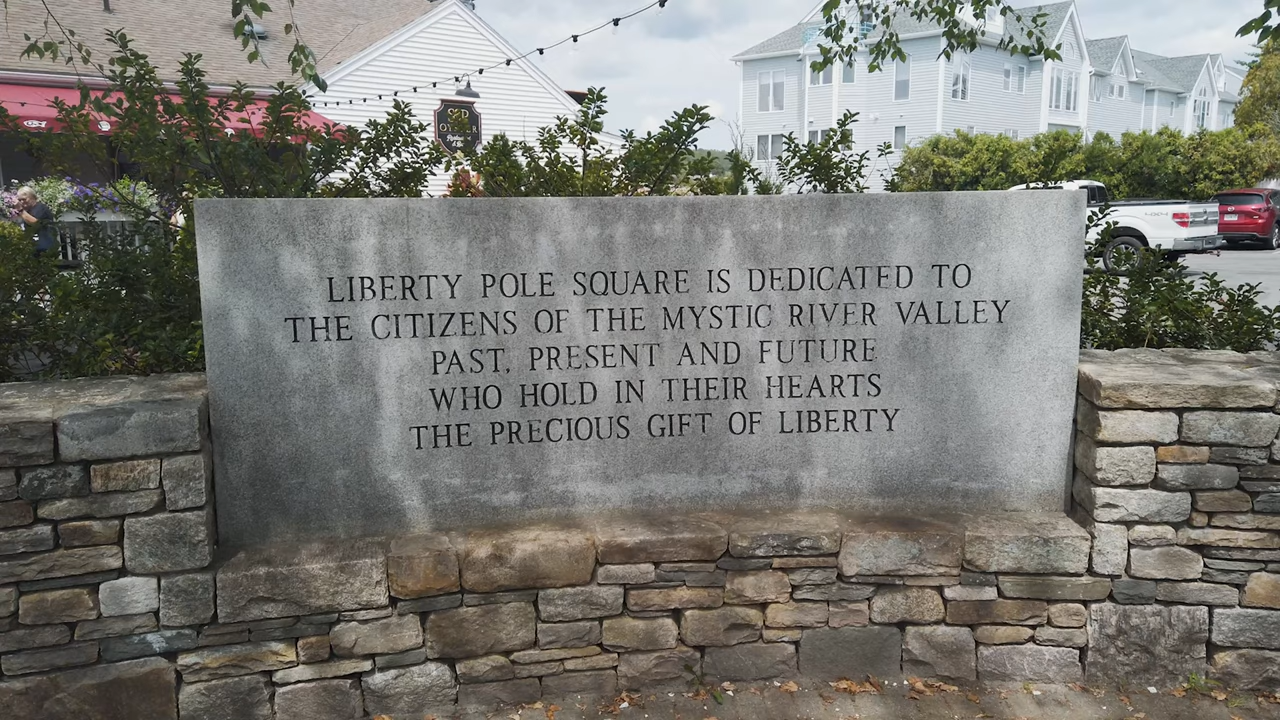 LIBERTY POLE SQUARE IS DEDICATED TO
THE CITIZENS OF THE MYSTIC RIVER VALLEY
PAST, PRESENT AND FUTURE
WHO HOLD IN THEIR HEARTS
THE PRECIOUS GIFT OF LIBERTY